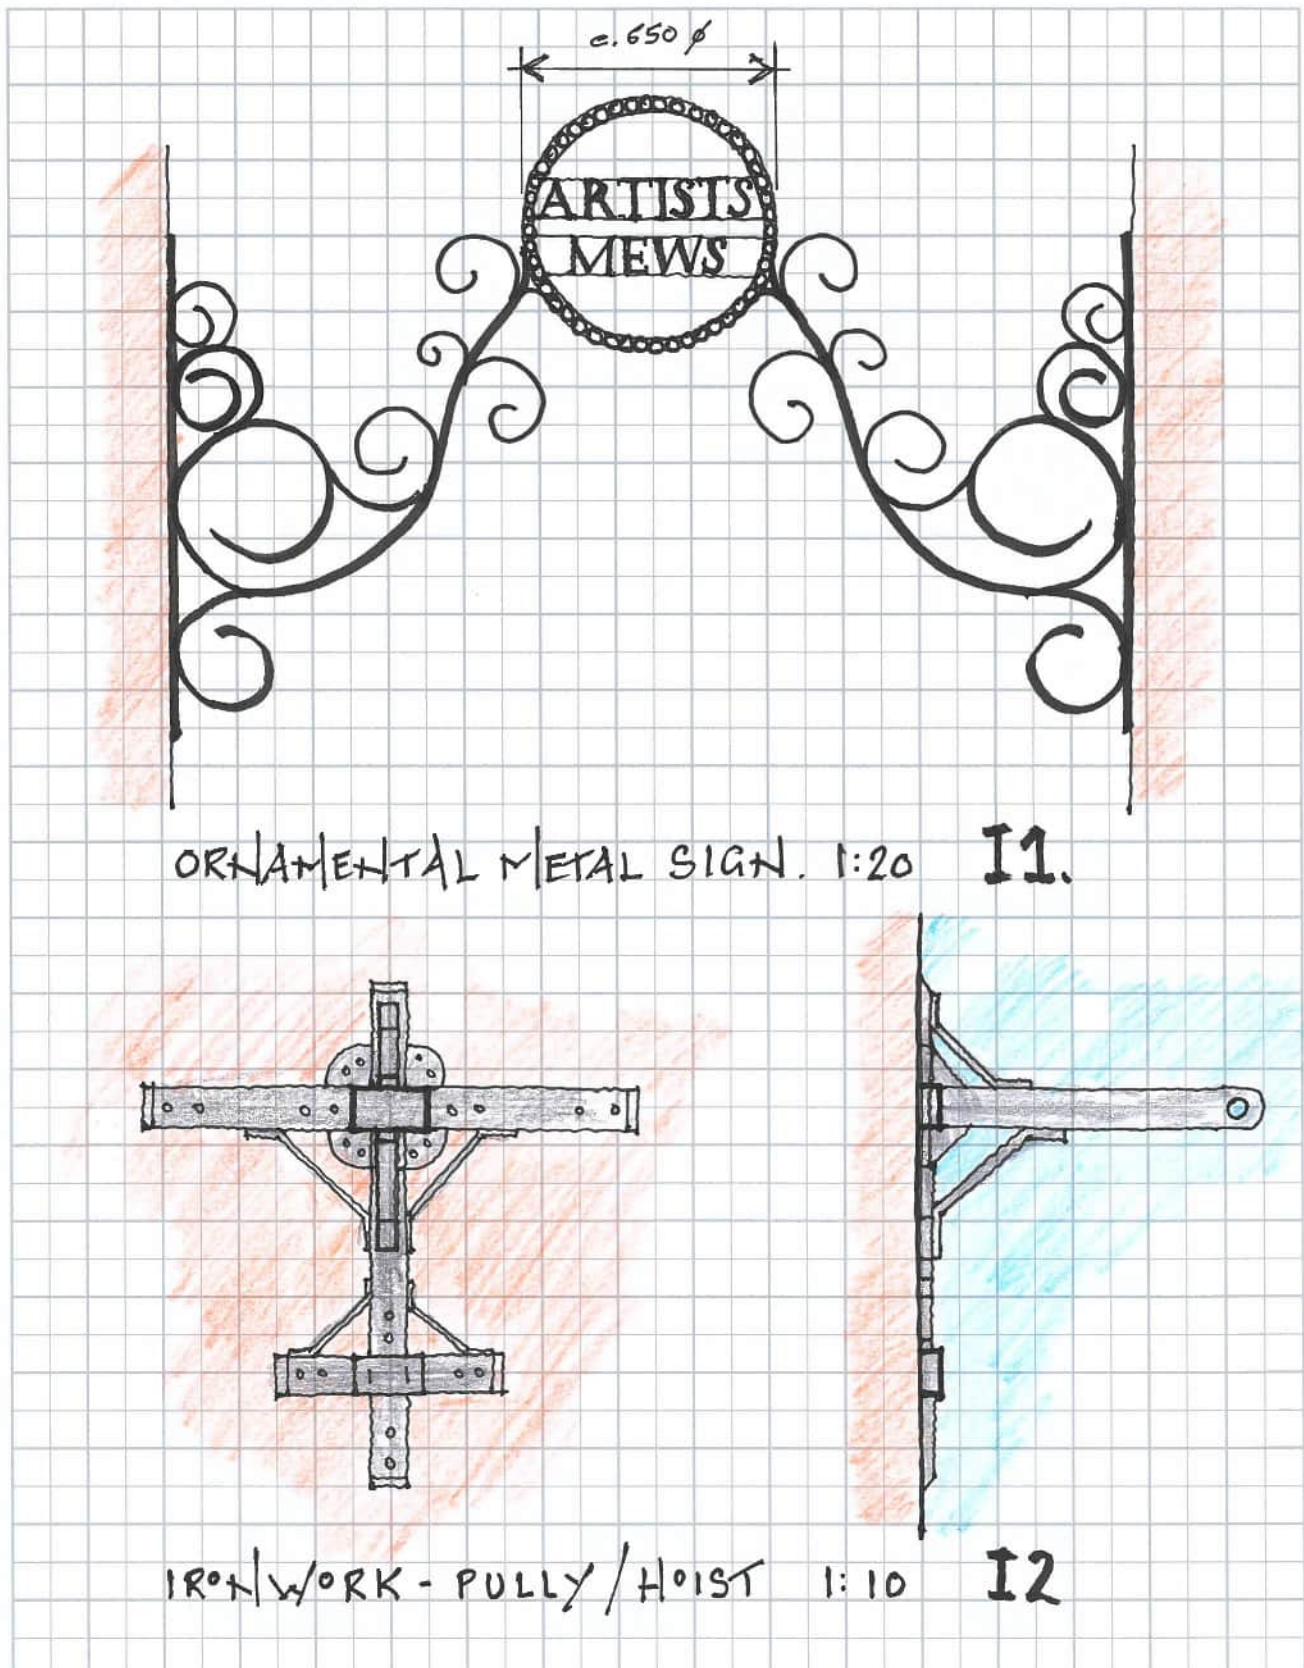 c. 650 ϕ
ARTISTS
MEWS
ORNAMENTAL METAL SIGN. 1:20 I1.
IRONWORK - PULLY/HOIST 1:10 I2